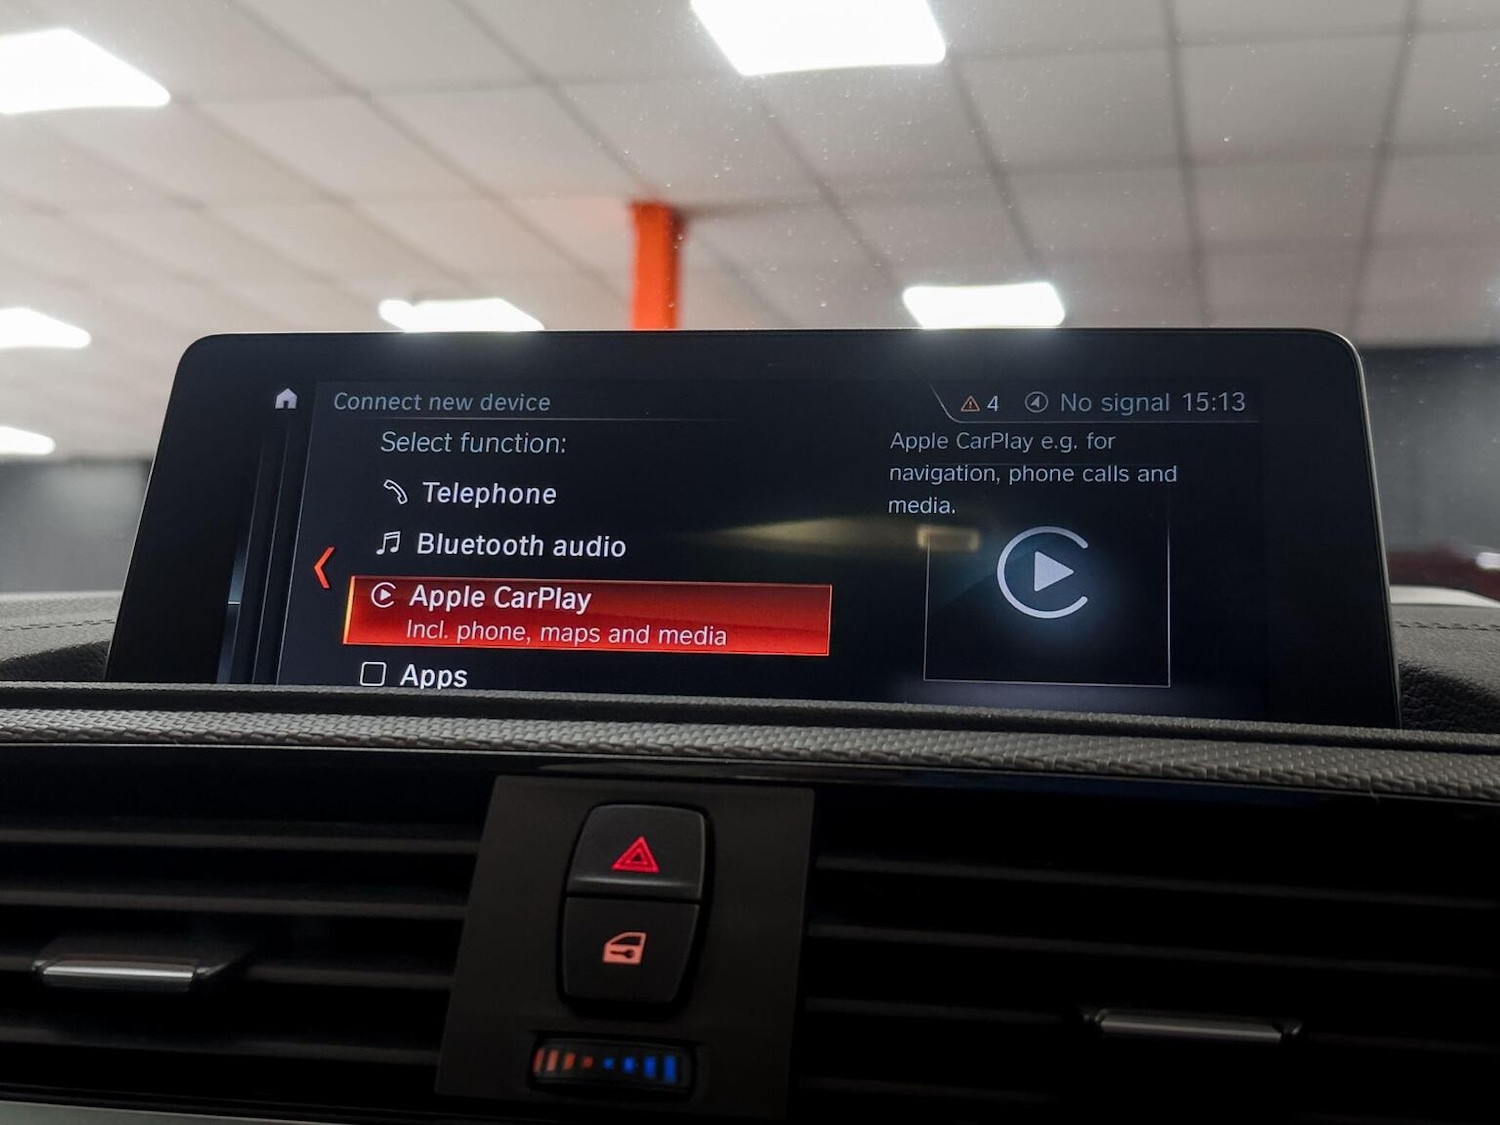 Connect new device
4 No signal 15:13
Select function:
Telephone
Bluetooth audio
Apple CarPlay
Incl. phone, maps and media
Apps
Apple CarPlay e.g. for
navigation, phone calls and
media.